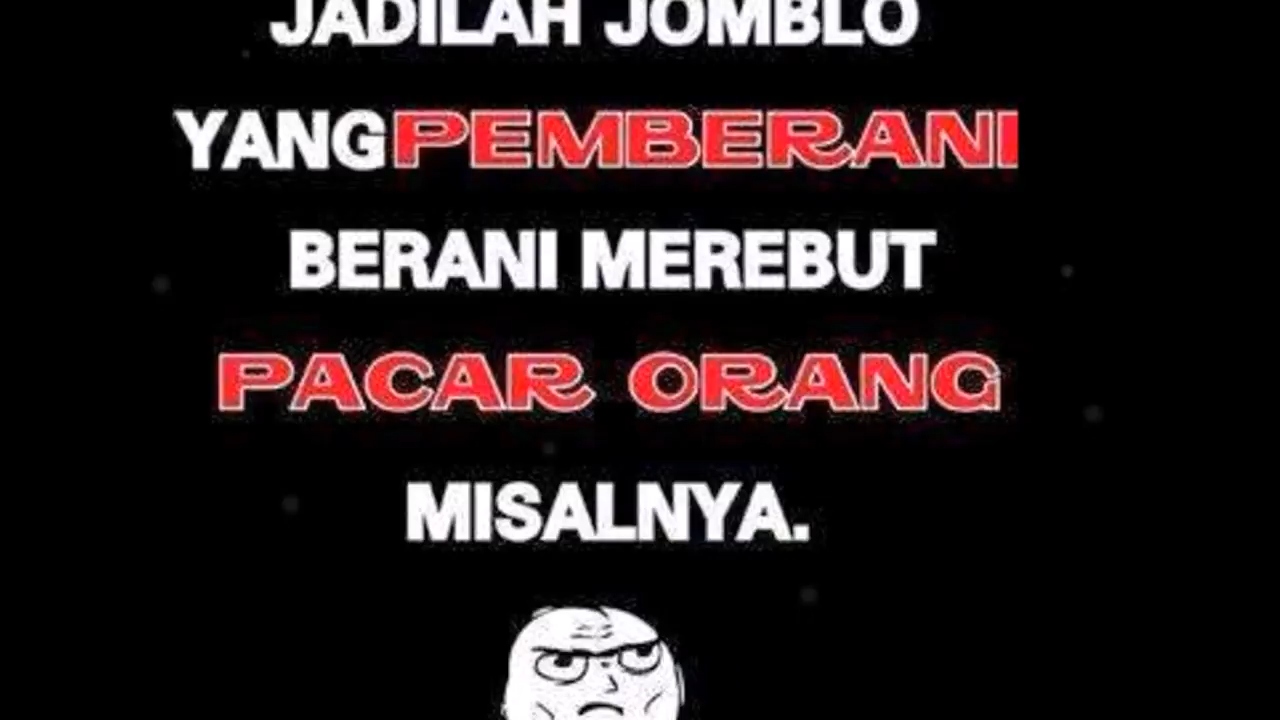 JADILAH JOMBLO
YANG PEMBERANI
BERANI MEREBUT
PACAR ORANG
MISALNYA.